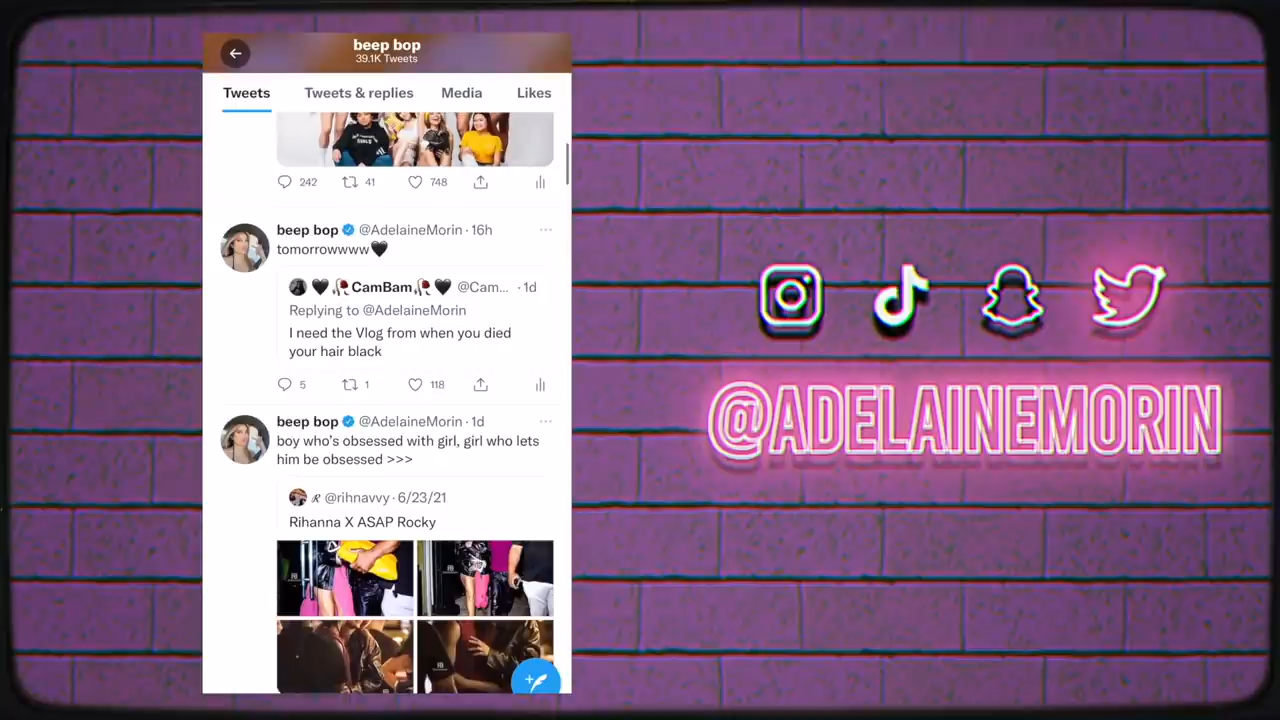 beep bop
39.1K Tweets
Tweets Tweets & replies Media Likes
242 41 748
beep bop @AdelaineMorin · 16h
tomorrowwww🖤
🖤🥀CamBam🥀🖤 @Cam... · 1d
Replying to @AdelaineMorin
I need the Vlog from when you died
your hair black
5 1 118
beep bop @AdelaineMorin · 1d
boy who's obsessed with girl, girl who lets
him be obsessed >>>
ℛ @rihnavvy · 6/23/21
Rihanna X ASAP Rocky
@ADELAINEMORIN